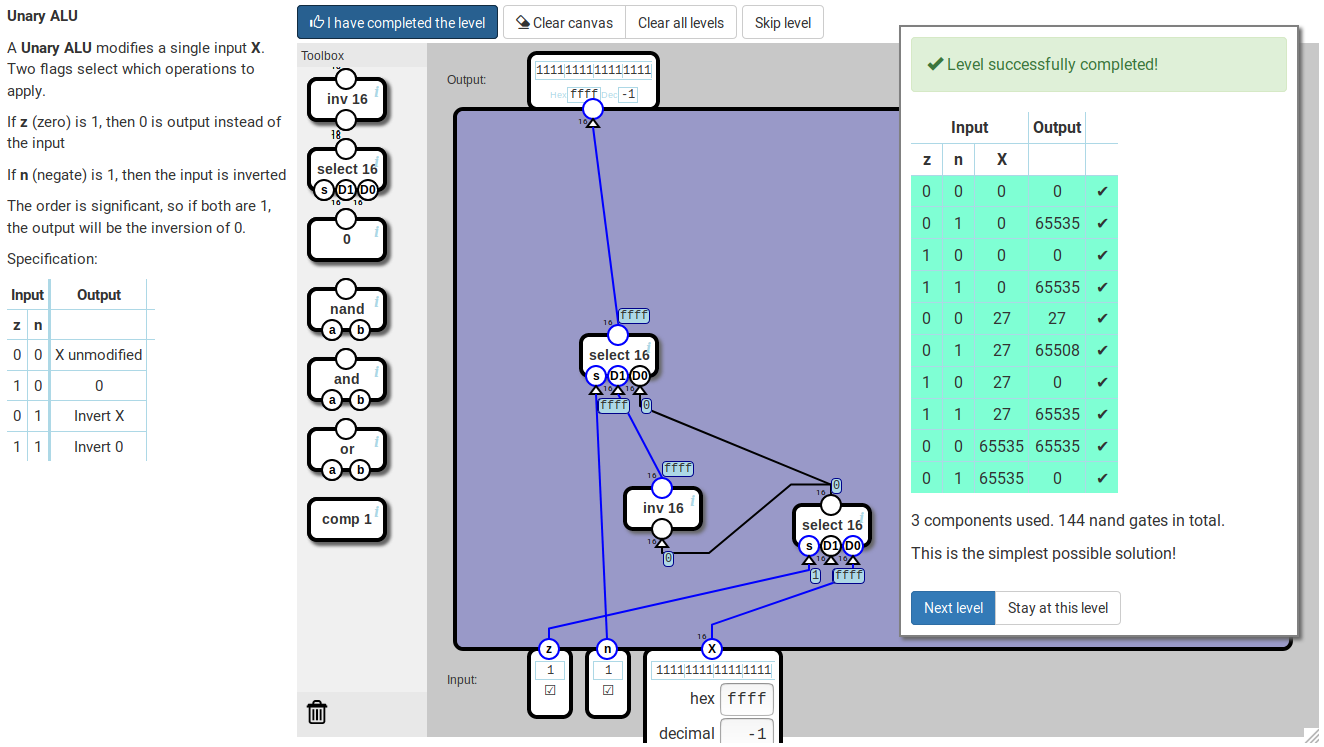 Unary ALU
A Unary ALU modifies a single input X.
Two flags select which operations to
apply.
If z (zero) is 1, then 0 is output instead of
the input
If n (negate) is 1, then the input is inverted
The order is significant, so if both are 1,
the output will be the inversion of 0.
Specification:
Input Output
z n
0 0 X unmodified
1 0 0
0 1 Invert X
1 1 Invert 0
I have completed the level
Clear canvas
Clear all levels
Skip level
Toolbox
inv 16
16
select 16
s D1 D0
16 16
0
nand
a b
and
a b
or
a b
comp 1
Output:
1111111111111111
Hex ffff Dec -1
16
16 ffff
select 16
s D1 D0
16 16
ffff 0
16 ffff
inv 16
16
0
0
16
select 16
s D1 D0
16 16
1 ffff
16
z n X
Input:
1 1 1111111111111111
hex ffff
decimal -1
Level successfully completed!
Input Output
z n X
0 0 0 0 ✔
0 1 0 65535 ✔
1 0 0 0 ✔
1 1 0 65535 ✔
0 0 27 27 ✔
0 1 27 65508 ✔
1 0 27 0 ✔
1 1 27 65535 ✔
0 0 65535 65535 ✔
0 1 65535 0 ✔
3 components used. 144 nand gates in total.
This is the simplest possible solution!
Next level
Stay at this level